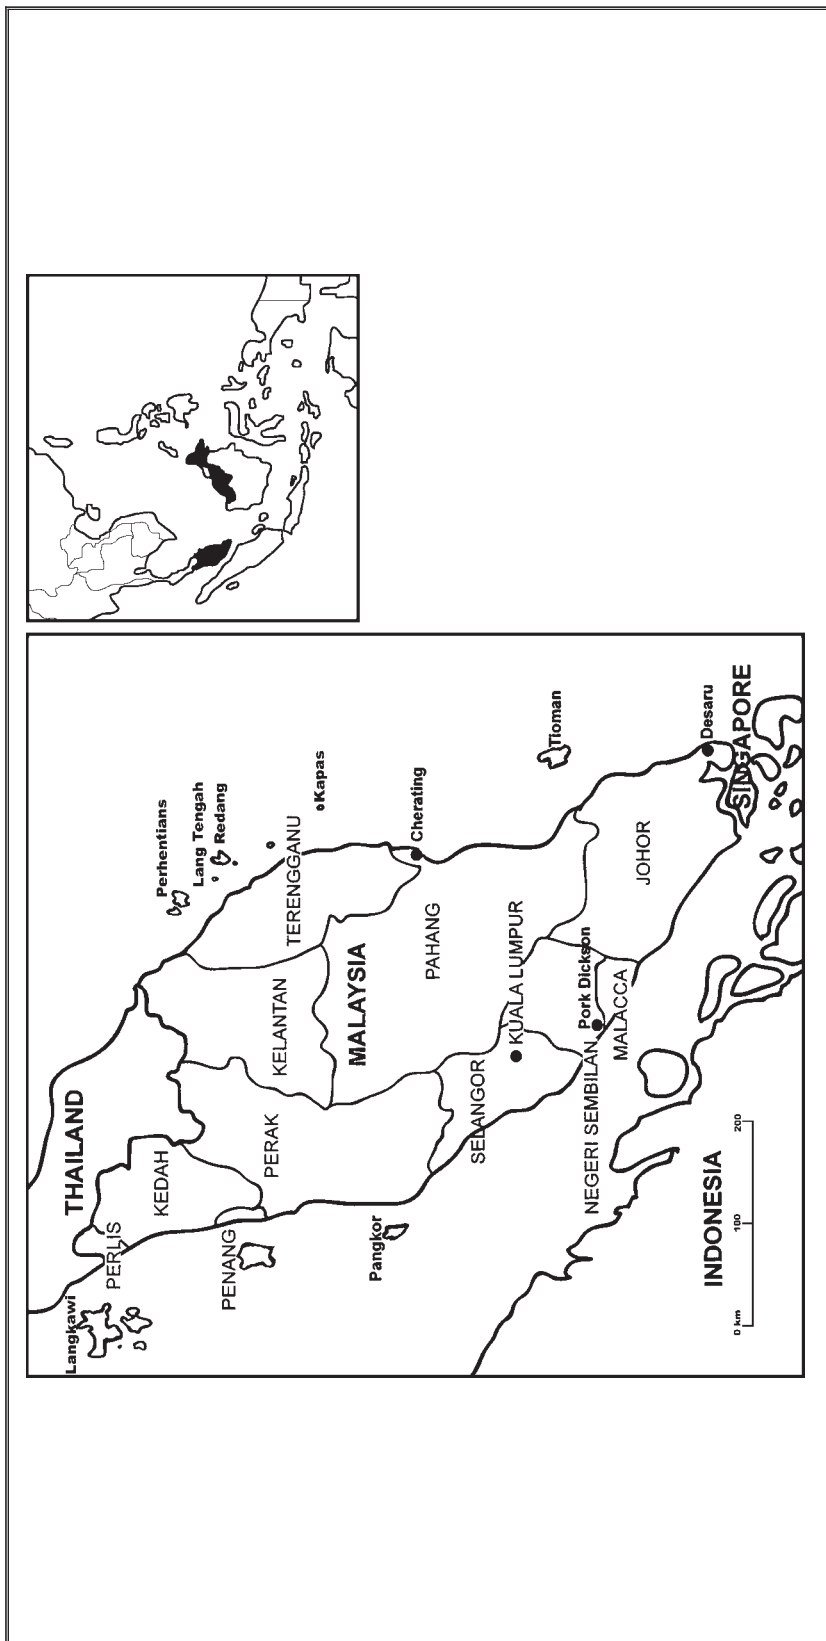 THAILAND
Langkawi
PERLIS
KEDAH
PENANG
PERAK
Perhentians
Lang Tengah
Redang
TERENGGANU
Kapas
KELANTAN
MALAYSIA
Pangkor
Cherating
PAHANG
SELANGOR
KUALA LUMPUR
Tioman
NEGERI SEMBILAN
Pork Dickson
MALACCA
JOHOR
Desaru
SINGAPORE
INDONESIA
0 km
100
200